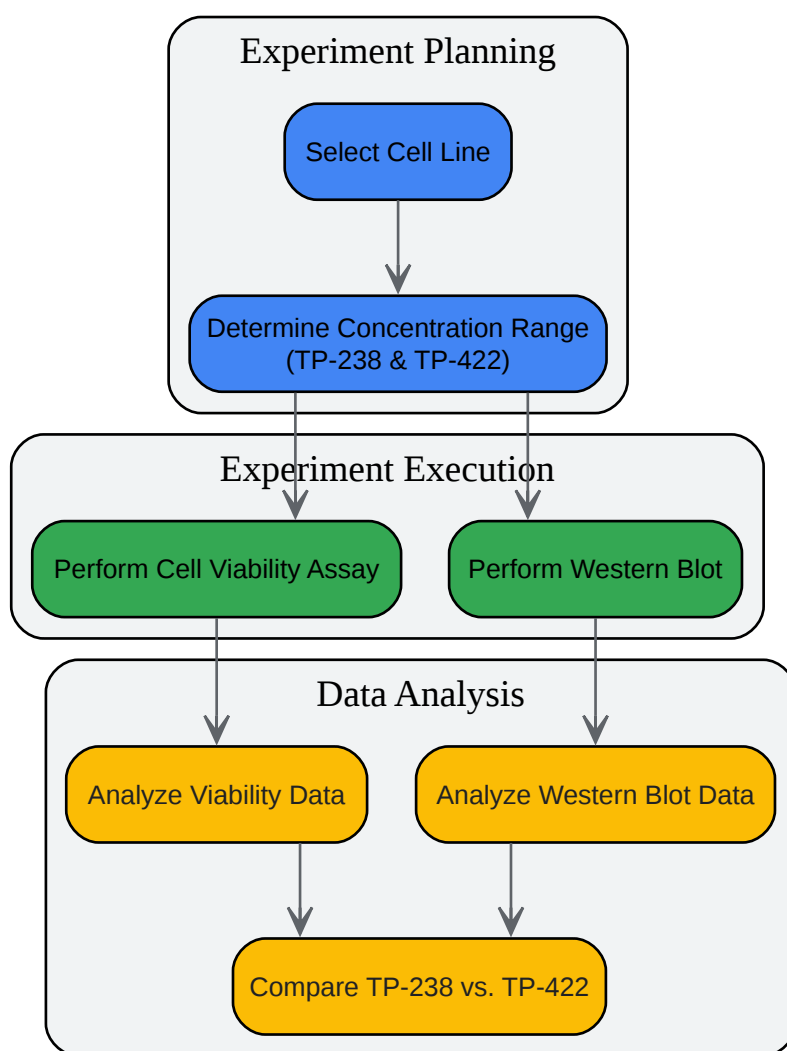 Experiment Planning
Select Cell Line
Determine Concentration Range
(TP-238 & TP-422)
Experiment Execution
Perform Cell Viability Assay
Perform Western Blot
Data Analysis
Analyze Viability Data
Analyze Western Blot Data
Compare TP-238 vs. TP-422